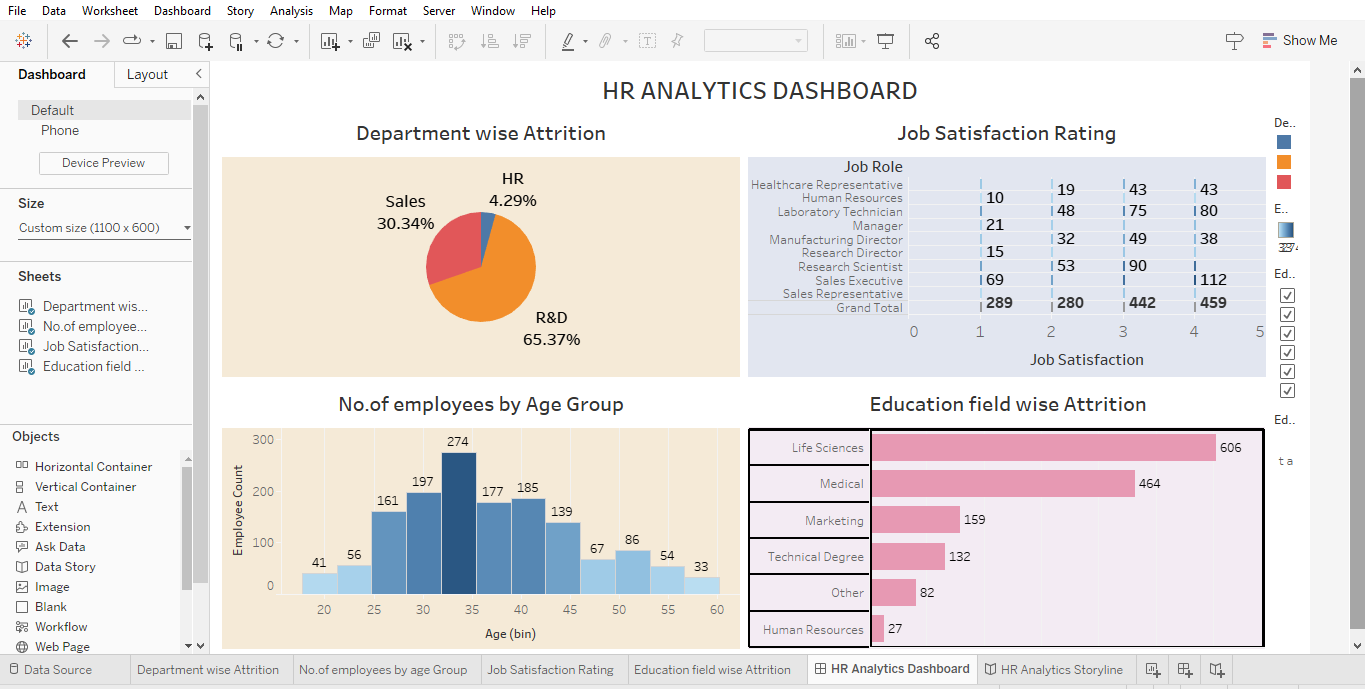 File Data Worksheet Dashboard Story Analysis Map Format Server Window Help
Show Me
Dashboard Layout
Default
Phone
Device Preview
Size
Custom size (1100 x 600)
Sheets
Department wis...
No.of employee...
Job Satisfaction...
Education field ...
Objects
Horizontal Container
Vertical Container
Text
Extension
Ask Data
Data Story
Image
Blank
Workflow
Web Page
HR ANALYTICS DASHBOARD
Department wise Attrition
HR
4.29%
Sales
30.34%
R&D
65.37%
Job Satisfaction Rating
Job Role
Healthcare Representative 19 43 43
Human Resources 10
Laboratory Technician 48 75 80
Manager 21
Manufacturing Director 32 49 38
Research Director 15
Research Scientist 53 90
Sales Executive 69 112
Sales Representative
Grand Total 289 280 442 459
0 1 2 3 4 5
Job Satisfaction
No.of employees by Age Group
Employee Count
300
200
100
0
41 56 161 197 274 177 185 139 67 86 54 33
20 25 30 35 40 45 50 55 60
Age (bin)
Education field wise Attrition
Life Sciences 606
Medical 464
Marketing 159
Technical Degree 132
Other 82
Human Resources 27
De..
E..
Ed..
Ed..
t a
Data Source Department wise Attrition No.of employees by age Group Job Satisfaction Rating Education field wise Attrition HR Analytics Dashboard HR Analytics Storyline